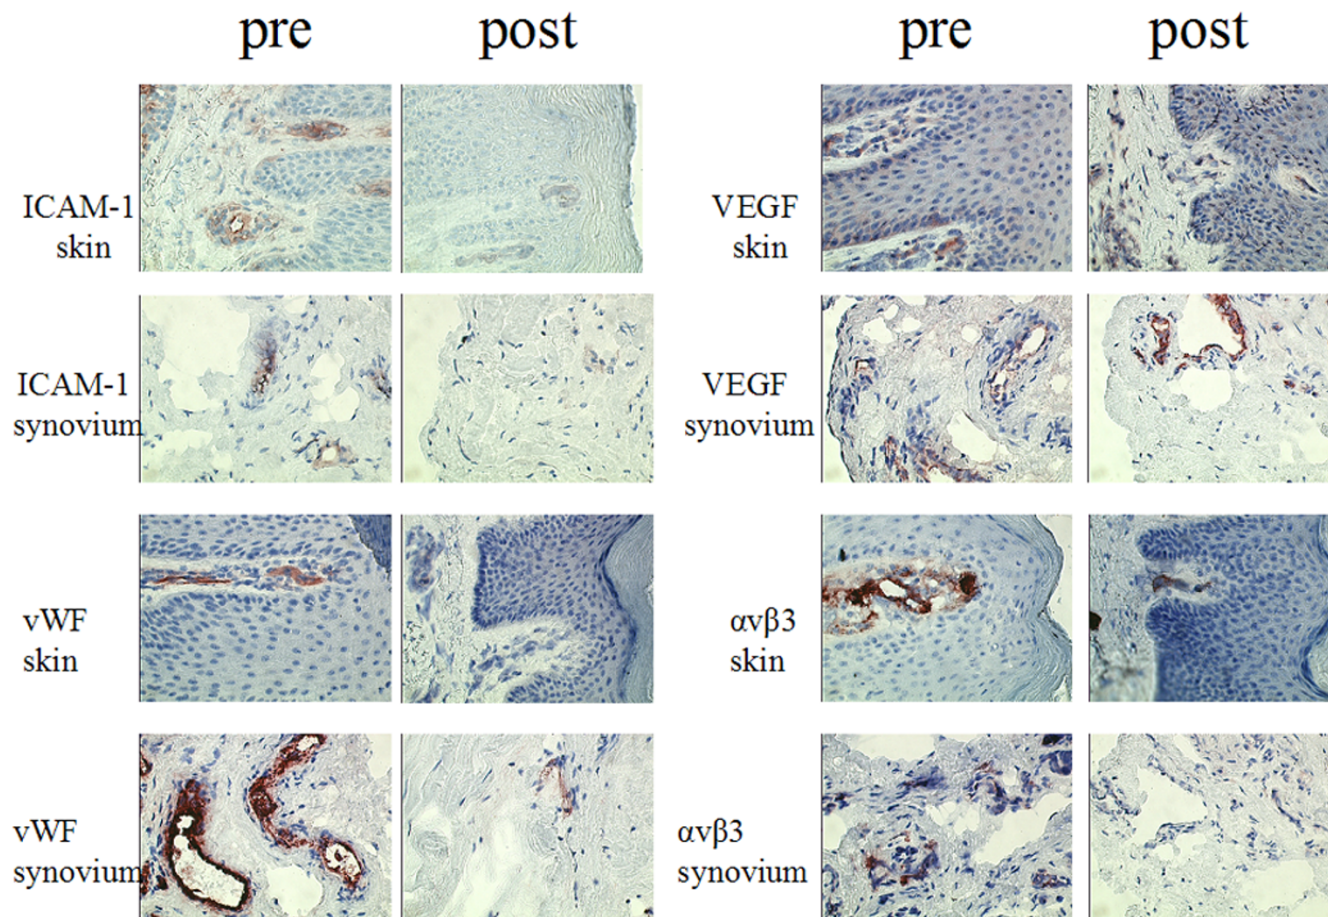 pre post pre post
ICAM-1
skin
VEGF
skin
ICAM-1
synovium
VEGF
synovium
vWF
skin
αvβ3
skin
vWF
synovium
αvβ3
synovium